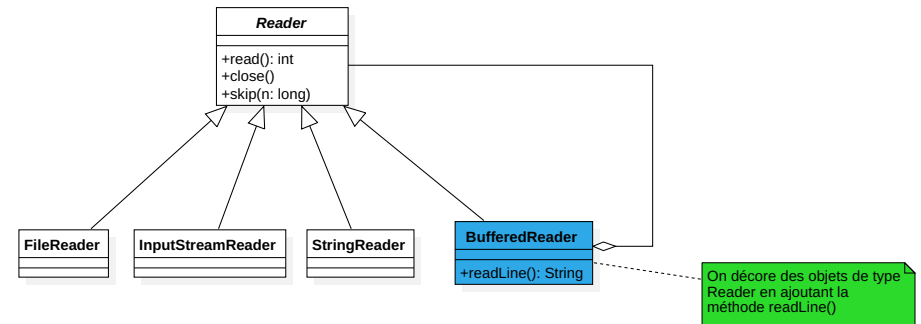 Reader
+read(): int
+close()
+skip(n: long)
FileReader
InputStreamReader
StringReader
BufferedReader
+readLine(): String
On décore des objets de type
Reader en ajoutant la
méthode readLine()